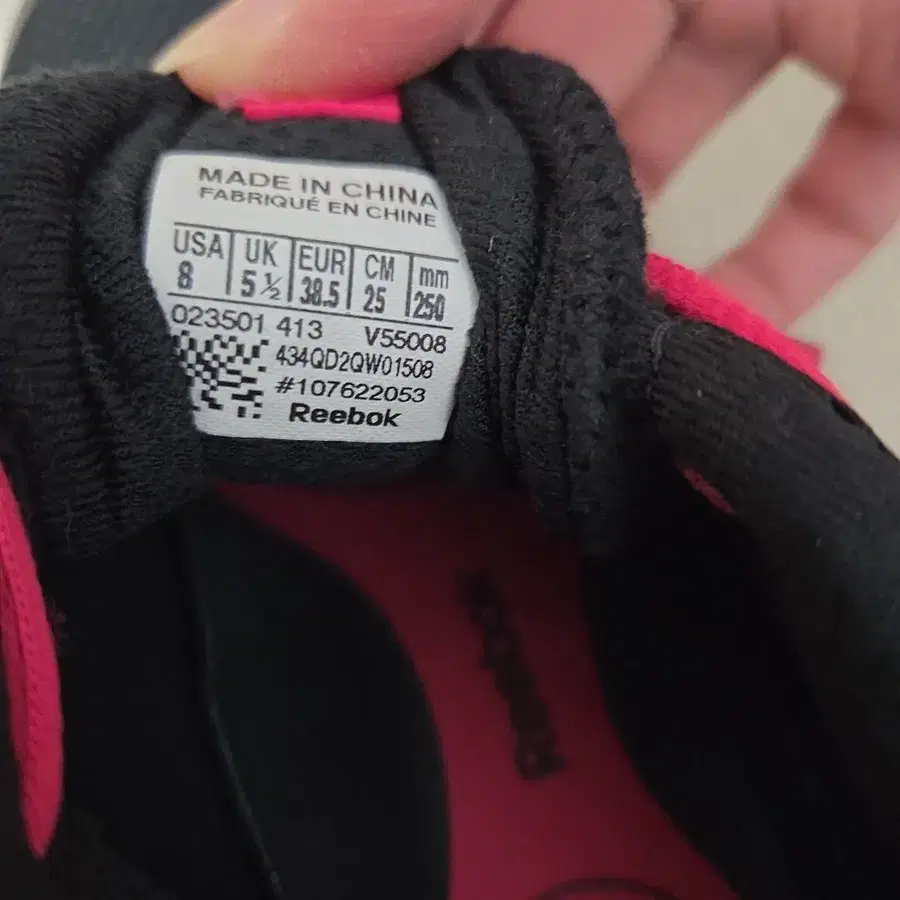 MADE IN CHINA
FABRIQUÉ EN CHINE
USA UK EUR CM mm
8 5 ½ 38.5 25 250
023501 413 V55008
434QD2QW01508
#107622053
Reebok
Reebok